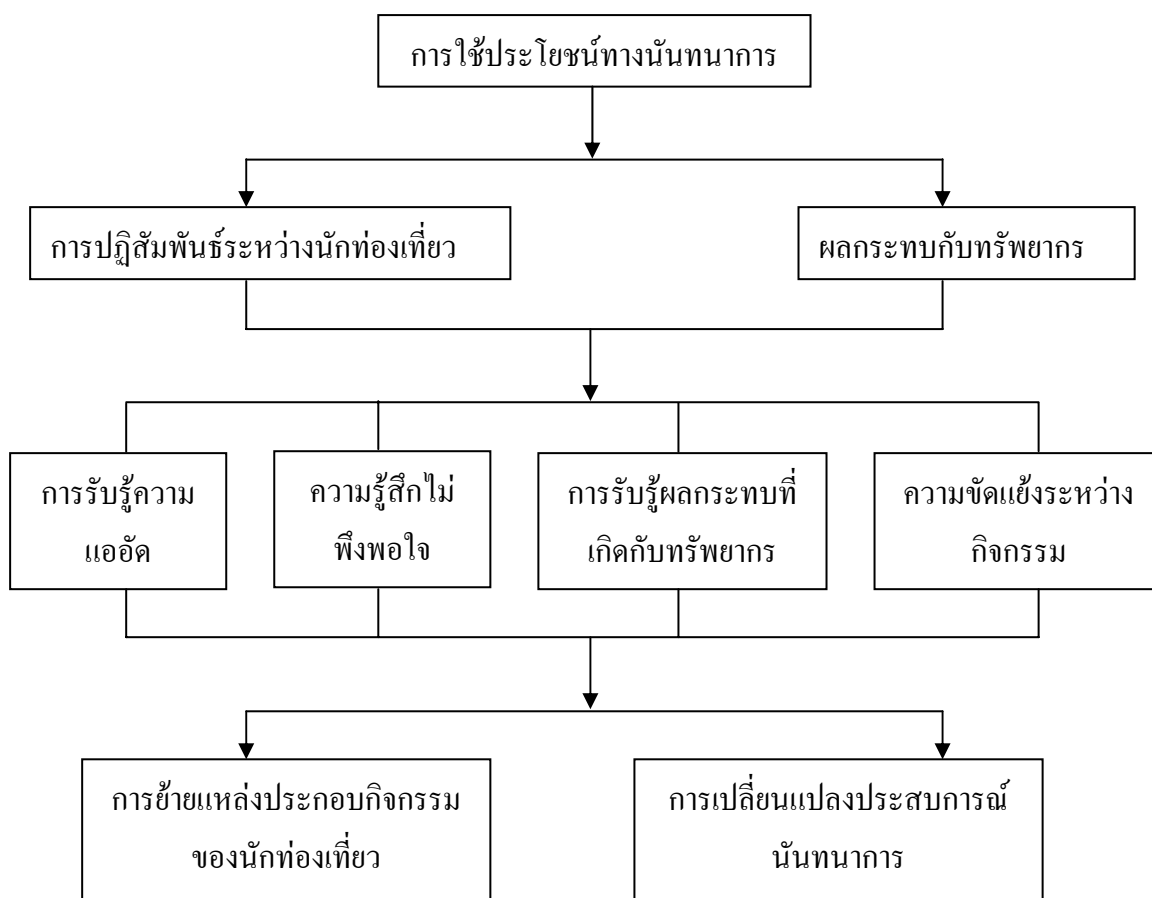 การใช้ประโยชน์ทางนันทนาการ
การปฏิสัมพันธ์ระหว่างนักท่องเที่ยว
ผลกระทบกับทรัพยากร
การรับรู้ความ
แออัด
ความรู้สึกไม่
พึงพอใจ
การรับรู้ผลกระทบที่
เกิดกับทรัพยากร
ความขัดแย้งระหว่าง
กิจกรรม
การย้ายแหล่งประกอบกิจกรรม
ของนักท่องเที่ยว
การเปลี่ยนแปลงประสบการณ์
นันทนาการ